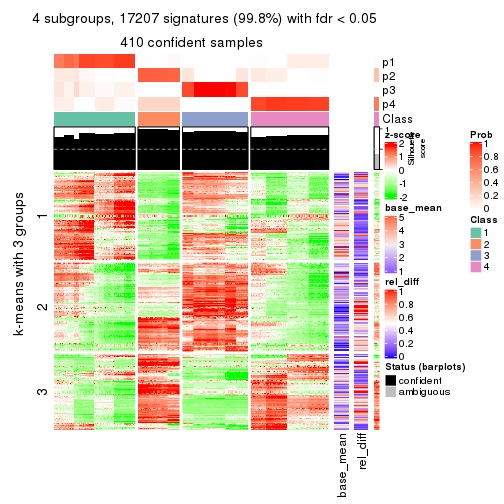 4 subgroups, 17207 signatures (99.8%) with fdr < 0.05
410 confident samples
p1
p2
p3
p4
Class
1
Silhouette
score
k-means with 3 groups
1
2
3
base_mean
rel_diff
z-score
2
1
0
-1
-2
base_mean
5
4
3
2
1
rel_diff
1
0.8
0.6
0.4
0.2
0
Status (barplots)
confident
ambiguous
Prob
1
0.8
0.6
0.4
0.2
0
Class
1
2
3
4